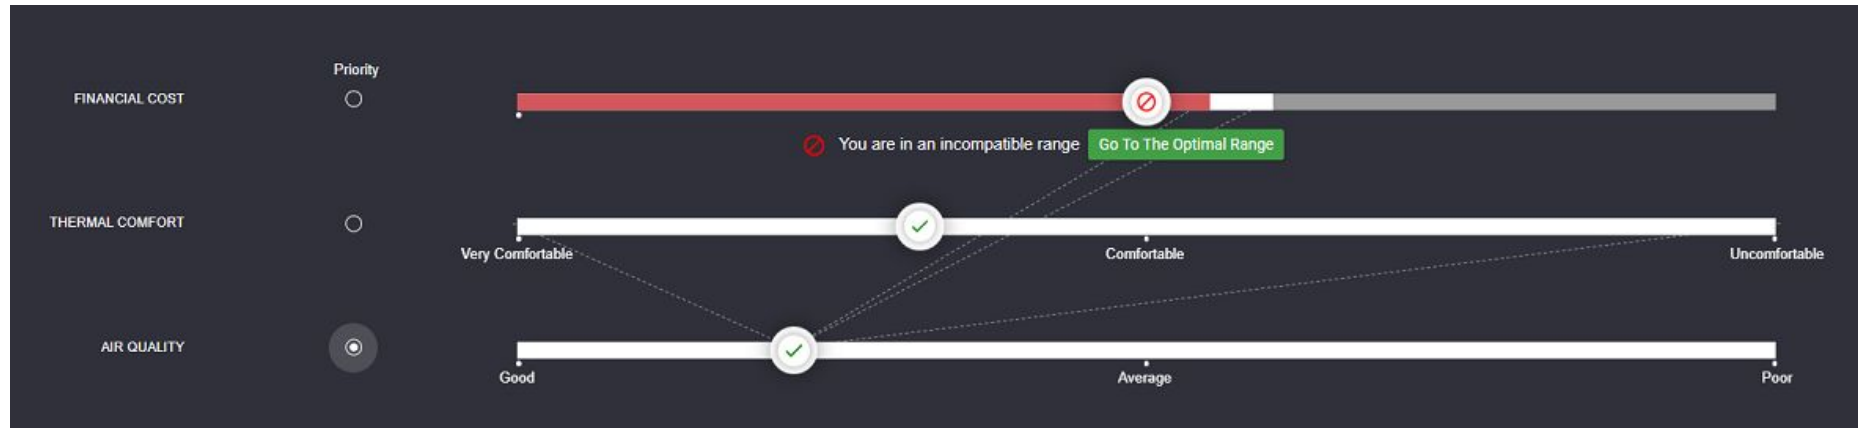 Priority
FINANCIAL COST
You are in an incompatible range Go To The Optimal Range
THERMAL COMFORT
Very Comfortable Comfortable Uncomfortable
AIR QUALITY
Good Average Poor